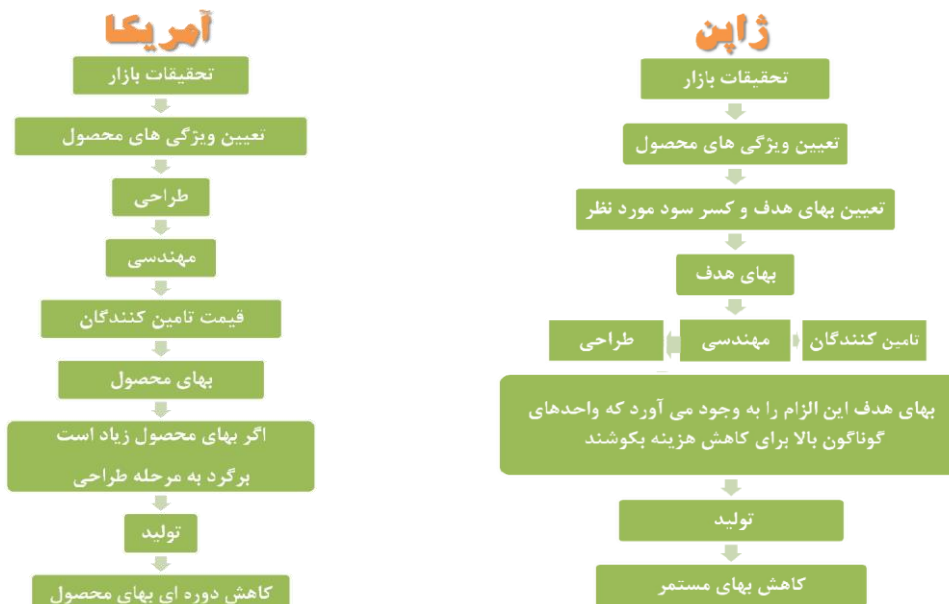 آمریکا
تحقیقات بازار
تعیین ویژگی های محصول
طراحی
مهندسی
قیمت تامین کنندگان
بهای محصول
اگر بهای محصول زیاد است
برگرد به مرحله طراحی
تولید
کاهش دوره ای بهای محصول
ژاپن
تحقیقات بازار
تعیین ویژگی های محصول
تعیین بهای هدف و کسر سود مورد نظر
بهای هدف
تامین کنندگان
مهندسی
طراحی
بهای هدف این الزام را به وجود می آورد که واحدهای
گوناگون بالا برای کاهش هزینه بکوشند
تولید
کاهش بهای مستمر